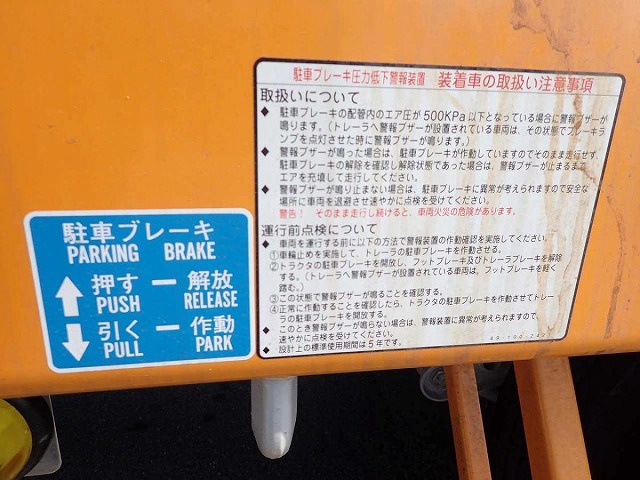 駐車ブレーキ圧力低下警報装置 装着車の取扱い注意事項
取扱いについて
◆ 駐車ブレーキの配管内のエア圧が500KPa以下となっている場合に警報ブザーが
鳴ります。(トレーラへ警報ブザーが設置されている車両は、その状態でブレーキラ
ンプを点灯させた時に警報ブザーが鳴ります。)
◆ 警報ブザーが鳴った場合は、駐車ブレーキが作動していますのでそのまま走行せず、
駐車ブレーキの解除を確認し解除状態であった場合は、警報ブザーが止まるまで
エアを充填して走行してください。
◆ 警報ブザーが鳴り止まない場合は、駐車ブレーキに異常が考えられますので安全な
場所に車両を退避させ速やかに点検を受けてください。
警告! そのまま走行し続けると、車両火災の危険があります。
運行前点検について
◆ 車両を運行する前に以下の方法で警報装置の作動確認を実施してください。
①車輪止めを実施して、トレーラの駐車ブレーキを作動させる。
②トラクタの駐車ブレーキを開放し、フットブレーキ及びトレーラブレーキを解除
する。(トレーラへ警報ブザーが設置されている車両は、フットブレーキを軽く
踏む。)
③この状態で警報ブザーが鳴ることを確認する。
④正常に作動することを確認したら、トラクタの駐車ブレーキを作動させてトレー
ラの駐車ブレーキを開放する。
◆ このとき警報ブザーが鳴らない場合は、警報装置に異常が考えられますので、
速やかに点検を受けてください。
◆ 設計上の標準使用期間は5年です。
駐車ブレーキ
PARKING BRAKE
↑ 押す ー 解放
PUSH RELEASE
↓ 引く ー 作動
PULL PARK